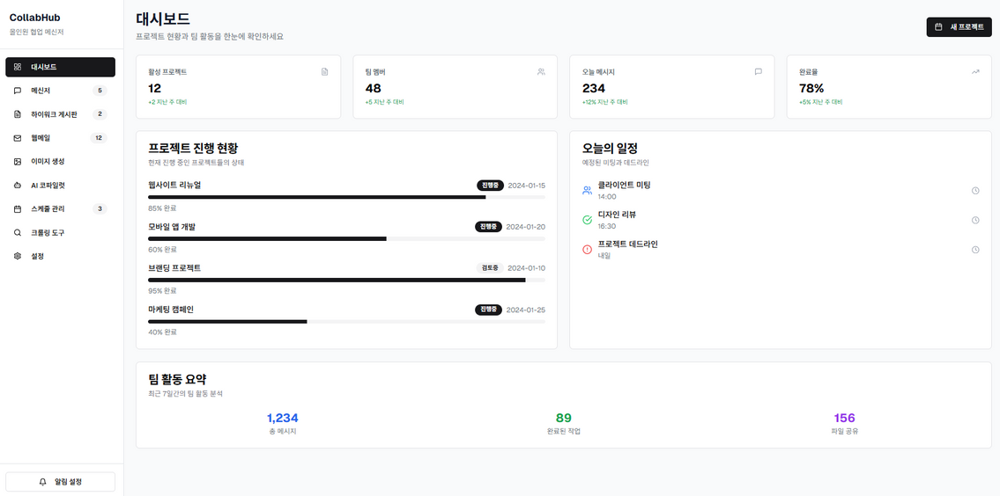 CollabHub
올인원 협업 메신저
대시보드
메신저 5
하이워크 게시판 2
웹메일 12
이미지 생성
AI 코파일럿
스케줄 관리 3
크롤링 도구
설정
알림 설정
대시보드
프로젝트 현황과 팀 활동을 한눈에 확인하세요
새 프로젝트
활성 프로젝트
12
+2 지난 주 대비
팀 멤버
48
+5 지난 주 대비
오늘 메시지
234
+12% 지난 주 대비
완료율
78%
+5% 지난 주 대비
프로젝트 진행 현황
현재 진행 중인 프로젝트들의 상태
웹사이트 리뉴얼 진행중 2024-01-15
85% 완료
모바일 앱 개발 진행중 2024-01-20
60% 완료
브랜딩 프로젝트 검토중 2024-01-10
95% 완료
마케팅 캠페인 진행중 2024-01-25
40% 완료
오늘의 일정
예정된 미팅과 데드라인
클라이언트 미팅
14:00
디자인 리뷰
16:30
프로젝트 데드라인
내일
팀 활동 요약
최근 7일간의 팀 활동 분석
1,234
총 메시지
89
완료된 작업
156
파일 공유